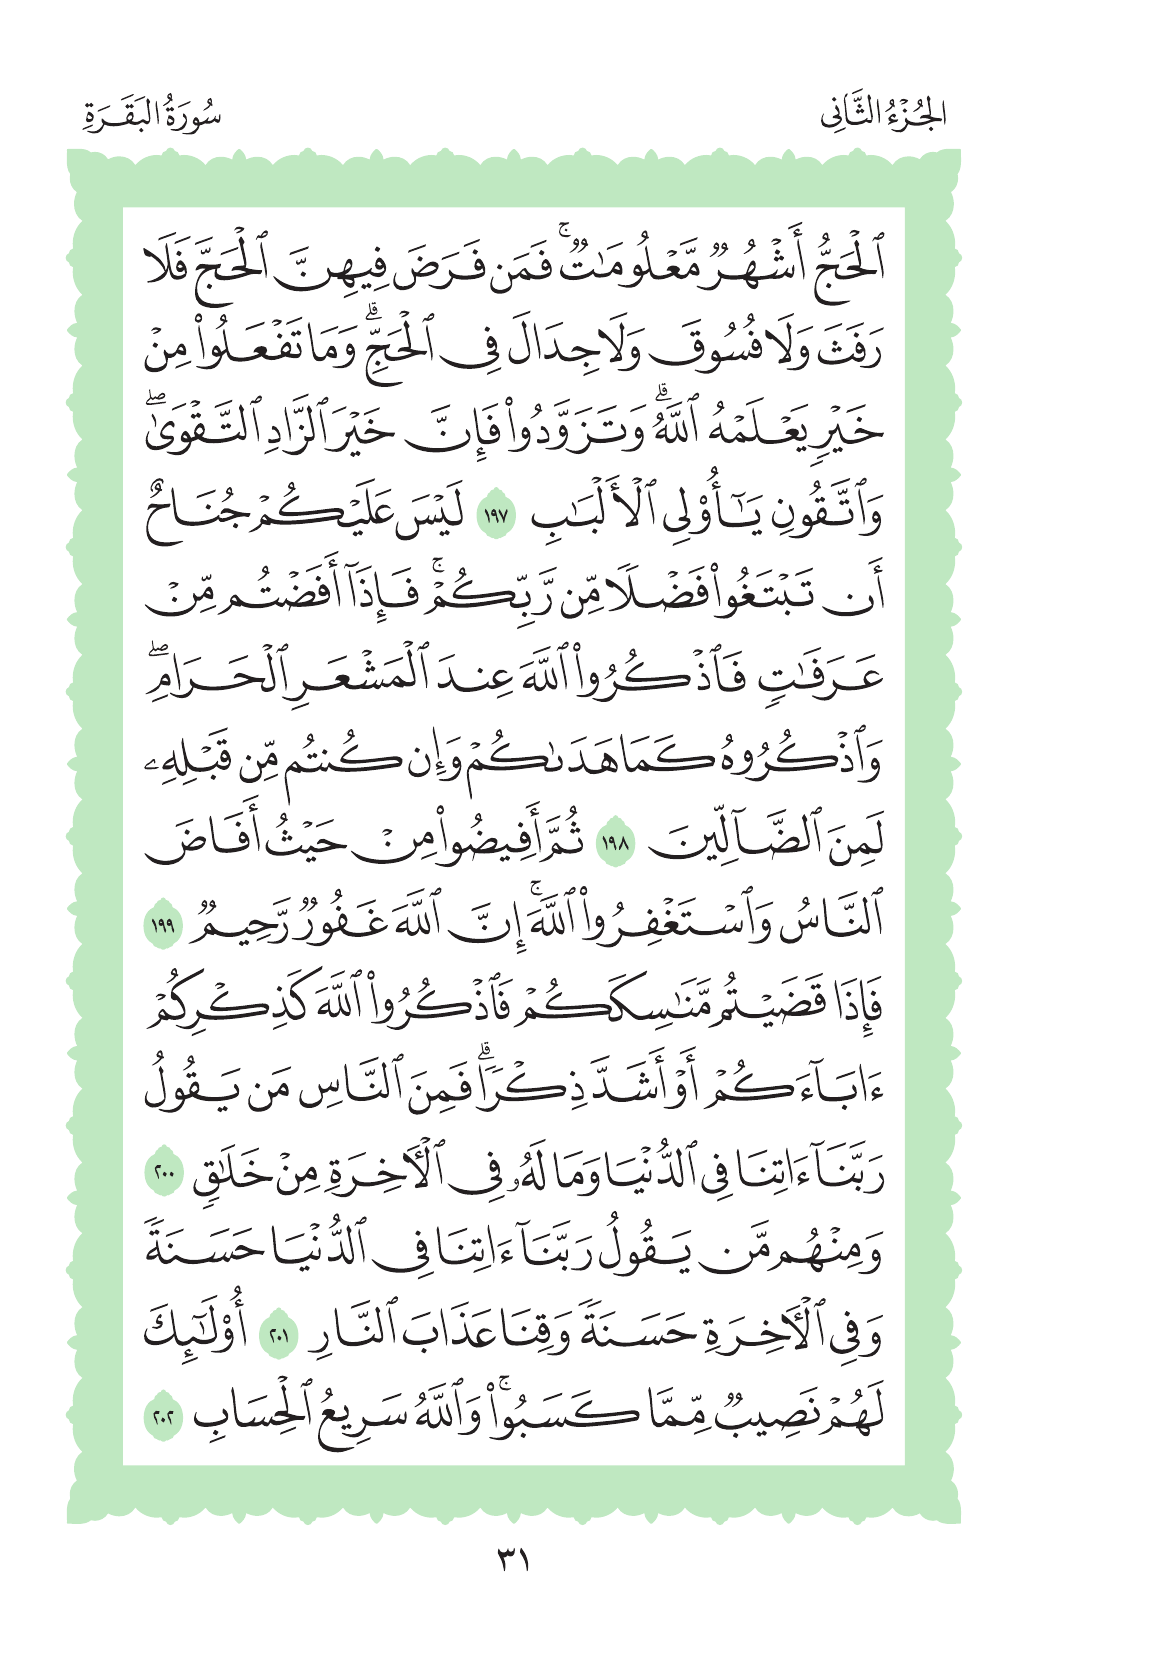 الجُزْءُ الثَّانِي
سُورَةُ البَقَرَةِ
ٱلْحَجُّ أَشْهُرٌ مَّعْلُومَٰتٌ ۚ فَمَن فَرَضَ فِيهِنَّ ٱلْحَجَّ فَلَا
رَفَثَ وَلَا فُسُوقَ وَلَا جِدَالَ فِى ٱلْحَجِّ ۗ وَمَا تَفْعَلُوا۟ مِنْ
خَيْرٍ يَعْلَمْهُ ٱللَّهُ ۗ وَتَزَوَّدُوا۟ فَإِنَّ خَيْرَ ٱلزَّادِ ٱلتَّقْوَىٰ ۖ
وَٱتَّقُونِ يَٰٓأُو۟لِى ٱلْأَلْبَٰبِ ١٩٧ لَيْسَ عَلَيْكُمْ جُنَاحٌ
أَن تَبْتَغُوا۟ فَضْلًا مِّن رَّبِّكُمْ ۚ فَإِذَآ أَفَضْتُم مِّنْ
عَرَفَٰتٍ فَٱذْكُرُوا۟ ٱللَّهَ عِندَ ٱلْمَشْعَرِ ٱلْحَرَامِ ۖ
وَٱذْكُرُوهُ كَمَا هَدَىٰكُمْ وَإِن كُنتُم مِّن قَبْلِهِۦ
لَمِنَ ٱلضَّآلِّينَ ١٩٨ ثُمَّ أَفِيضُوا۟ مِنْ حَيْثُ أَفَاضَ
ٱلنَّاسُ وَٱسْتَغْفِرُوا۟ ٱللَّهَ ۚ إِنَّ ٱللَّهَ غَفُورٌ رَّحِيمٌ ١٩٩
فَإِذَا قَضَيْتُم مَّنَٰسِكَكُمْ فَٱذْكُرُوا۟ ٱللَّهَ كَذِكْرِكُمْ
ءَابَآءَكُمْ أَوْ أَشَدَّ ذِكْرًا ۗ فَمِنَ ٱلنَّاسِ مَن يَقُولُ
رَبَّنَآ ءَاتِنَا فِى ٱلدُّنْيَا وَمَا لَهُۥ فِى ٱلْـَٔاخِرَةِ مِنْ خَلَٰقٍ ٢٠٠
وَمِنْهُم مَّن يَقُولُ رَبَّنَآ ءَاتِنَا فِى ٱلدُّنْيَا حَسَنَةً
وَفِى ٱلْـَٔاخِرَةِ حَسَنَةً وَقِنَا عَذَابَ ٱلنَّارِ ٢٠١ أُو۟لَٰٓئِكَ
لَهُمْ نَصِيبٌ مِّمَّا كَسَبُوا۟ ۚ وَٱللَّهُ سَرِيعُ ٱلْحِسَابِ ٢٠٢
٣١